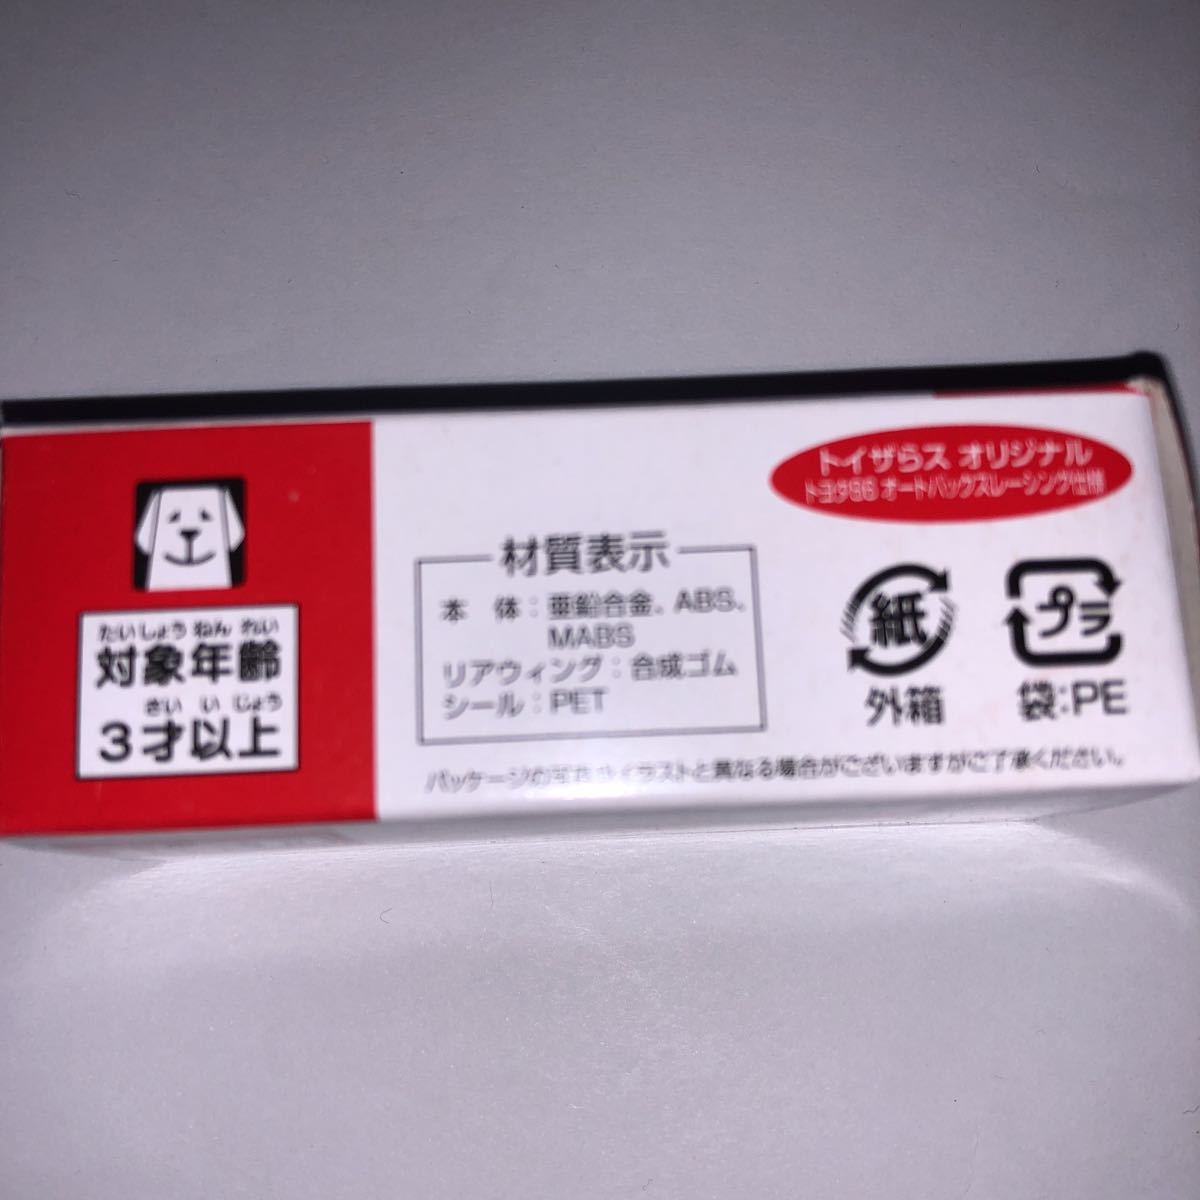 たいしょう ねん れい
対象年齢
さい い じょう
3才以上
材質表示
本 体：亜鉛合金、ABS、
MABS
リアウィング：合成ゴム
シール：PET
トイザらス オリジナル
トヨタ86 オートバックスレーシング仕様
紙
外箱
プラ
袋：PE
パッケージの写真やイラストと異なる場合がございますがご了承ください。